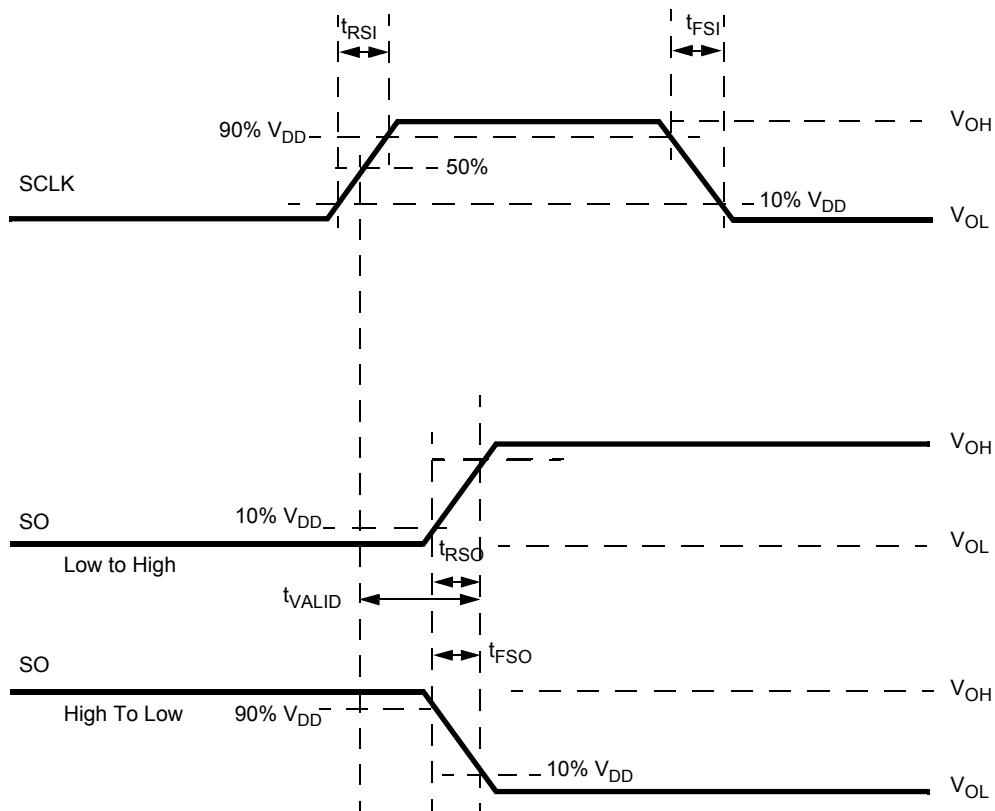 tRSI
tFSI
90% VDD
VOH
50%
SCLK
10% VDD
VOL
VOH
SO
10% VDD
Low to High
tRSO
VOL
tVALID
tFSO
SO
VOH
High To Low
90% VDD
10% VDD
VOL